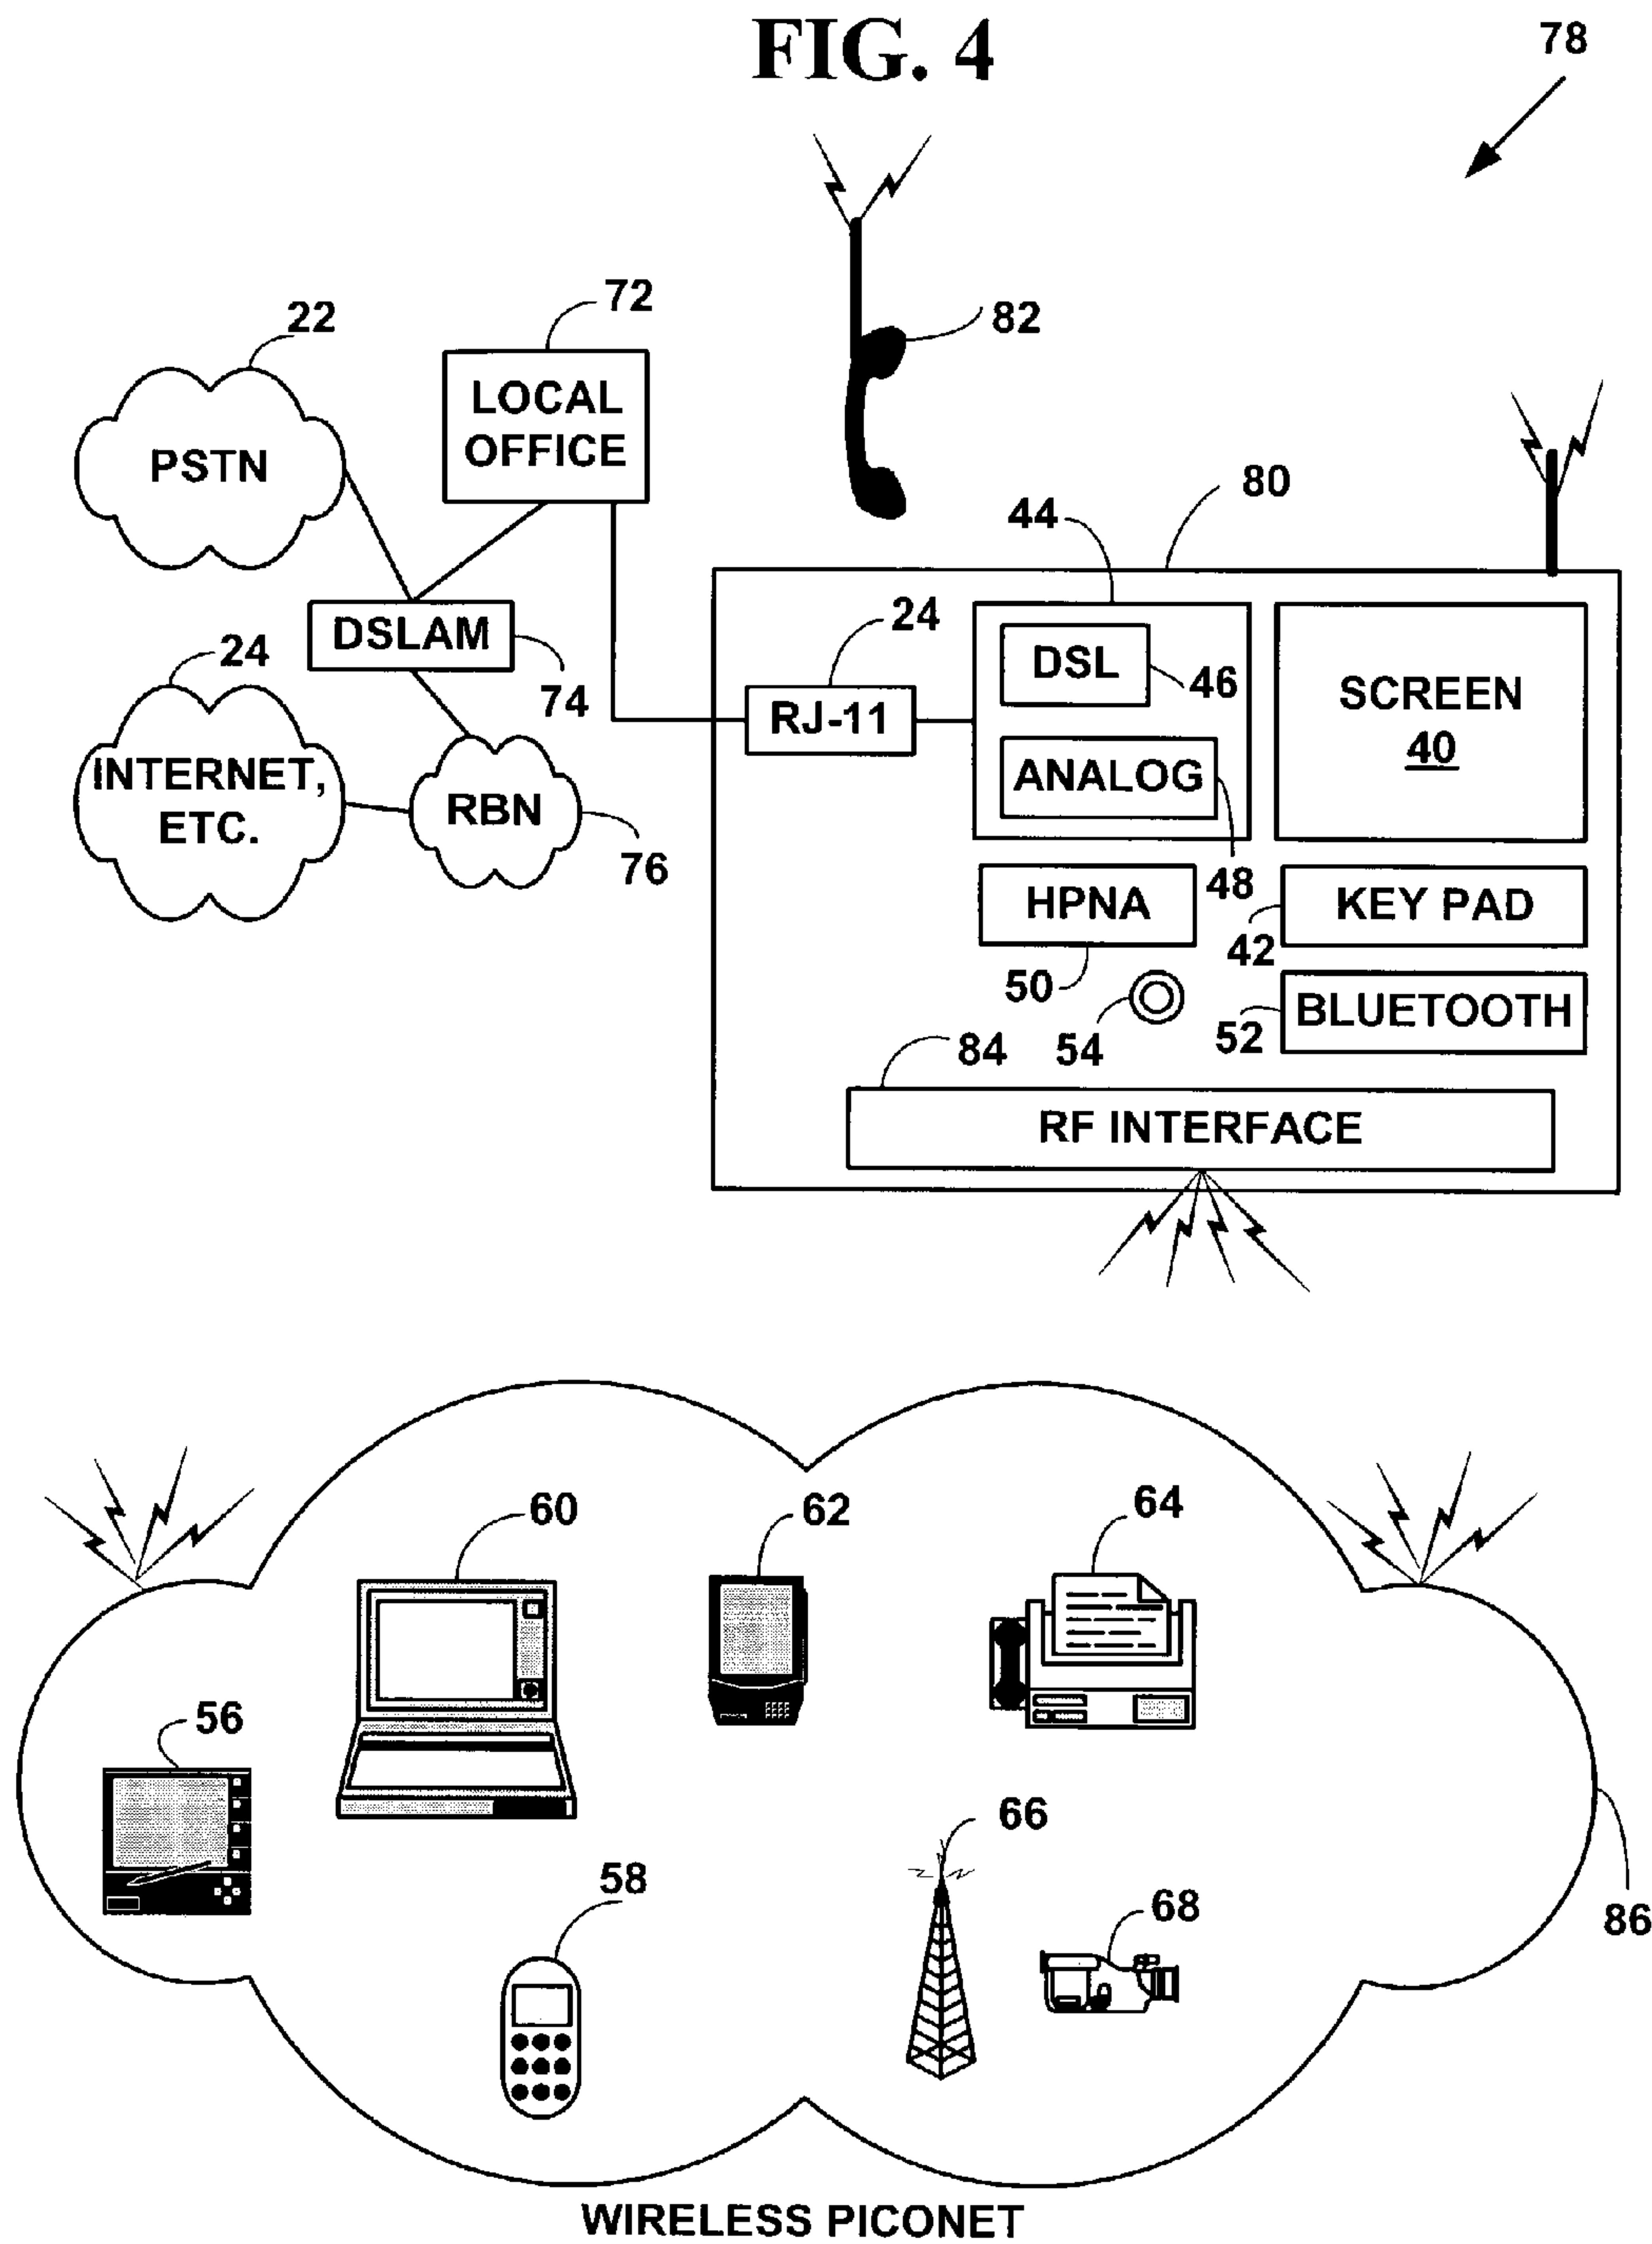 FIG. 4
78
22
72
82
PSTN
LOCAL
OFFICE
80
44
24
DSLAM
74
24
RJ-11
DSL
46
SCREEN
40
INTERNET,
ETC.
RBN
76
ANALOG
48
HPNA
50
KEY PAD
42
54
BLUETOOTH
52
84
RF INTERFACE
60
62
64
56
66
58
68
86
WIRELESS PICONET